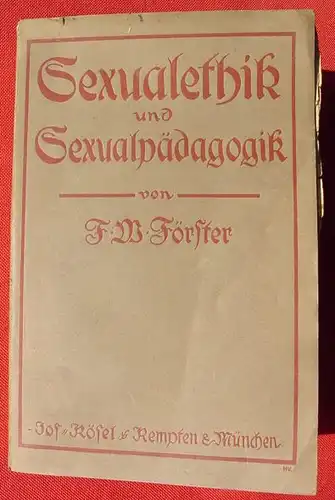 Sexualethik
und
Sexualpädagogik
von
F. W. Förster
Jos. Kösel Kempten & München